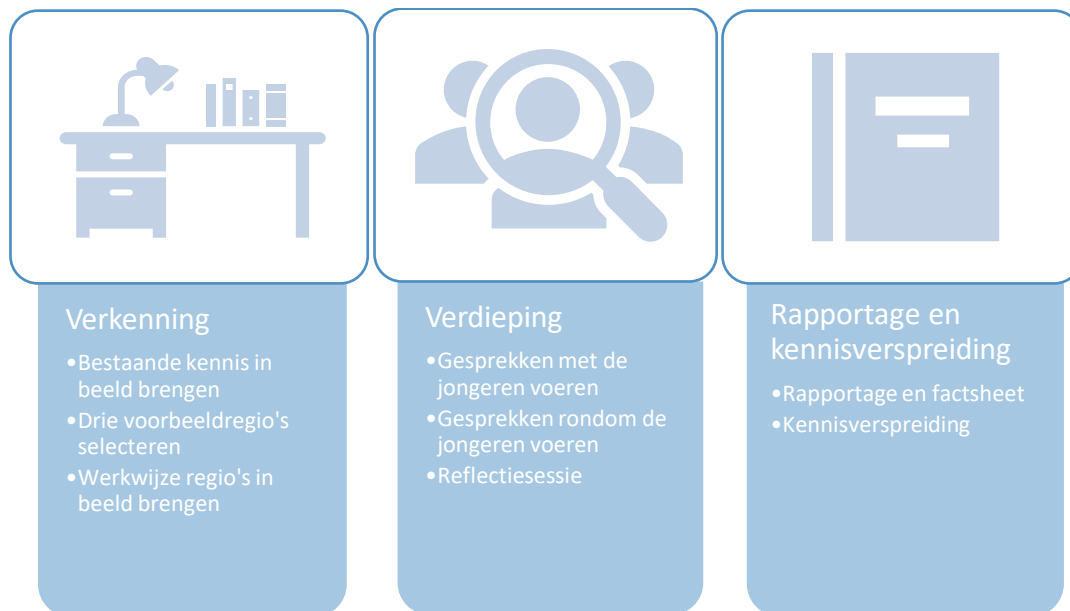 Verkenning
•Bestaande kennis in
beeld brengen
•Drie voorbeeldregio's
selecteren
•Werkwijze regio's in
beeld brengen
Verdieping
•Gesprekken met de
jongeren voeren
•Gesprekken rondom de
jongeren voeren
•Reflectiesessie
Rapportage en
kennisverspreiding
•Rapportage en factsheet
•Kennisverspreiding